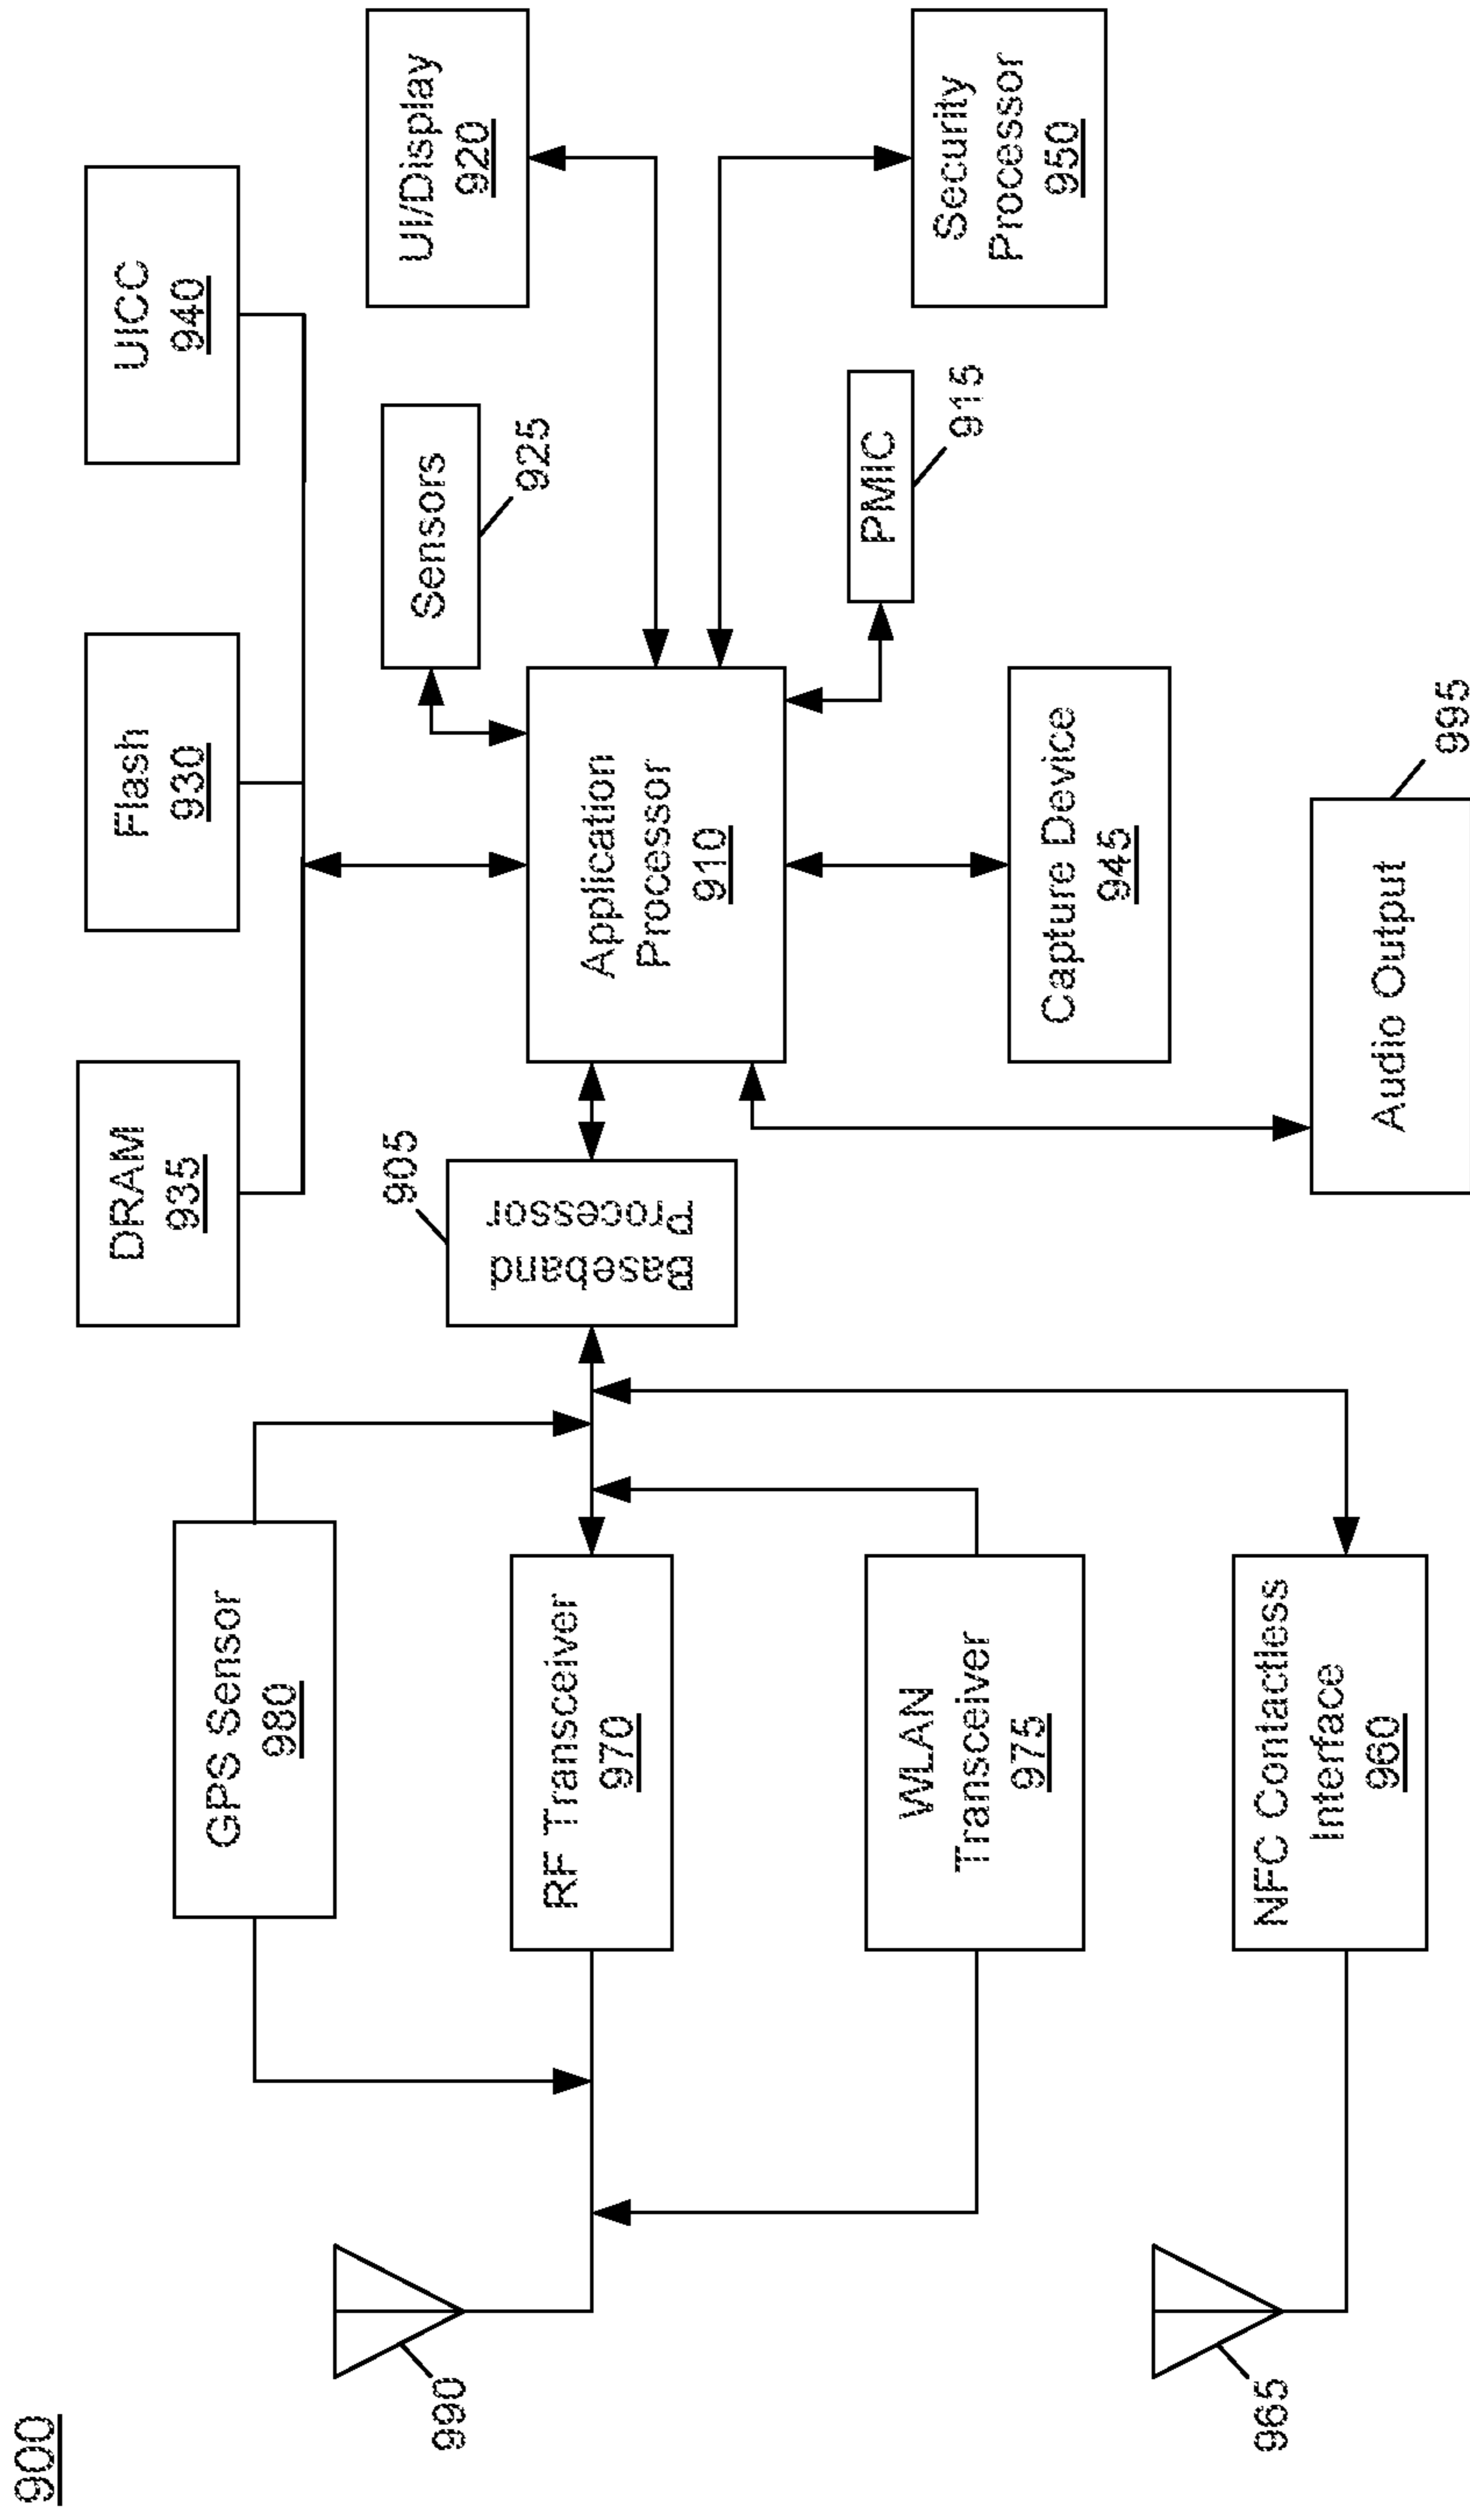 900
DRAM
935
Flash
930
UICC
940
GPS Sensor
980
990
RF Transceiver
970
905
Baseband
Processor
Sensors
925
UI/Display
920
Application
Processor
910
WLAN
Transceiver
975
PMIC
915
Security
Processor
950
Capture Device
945
965
NFC Contactless
Interface
960
Audio Output
995